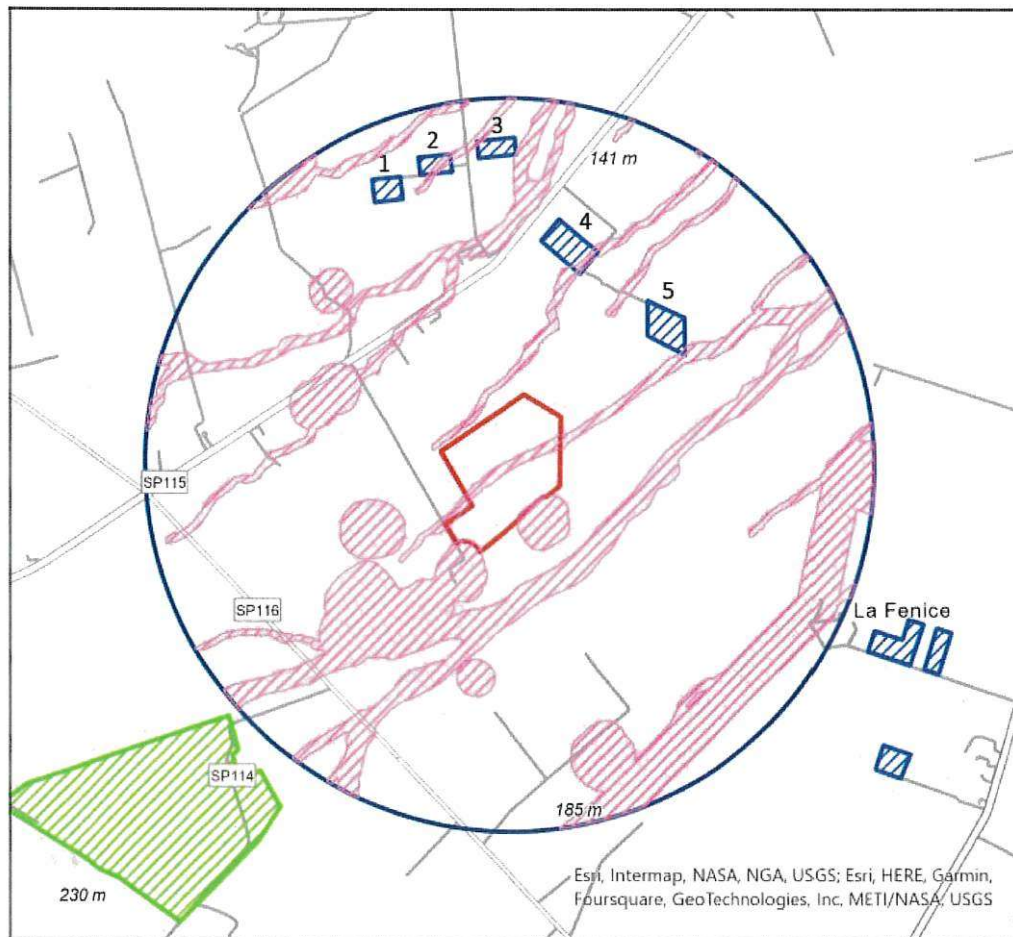 3
2
141 m
1
4
5
SP115
SP116
La Fenice
SP114
185 m
230 m
Esri, Intermap, NASA, NGA, USGS; Esri, HERE, Garmin,
Foursquare, GeoTechnologies, Inc, METI/NASA, USGS